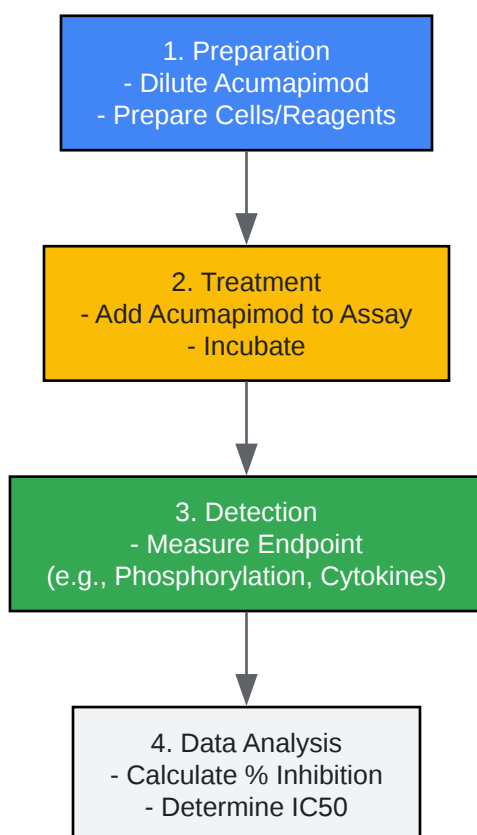 1. Preparation
- Dilute Acumapimod
- Prepare Cells/Reagents
2. Treatment
- Add Acumapimod to Assay
- Incubate
3. Detection
- Measure Endpoint
(e.g., Phosphorylation, Cytokines)
4. Data Analysis
- Calculate % Inhibition
- Determine IC50